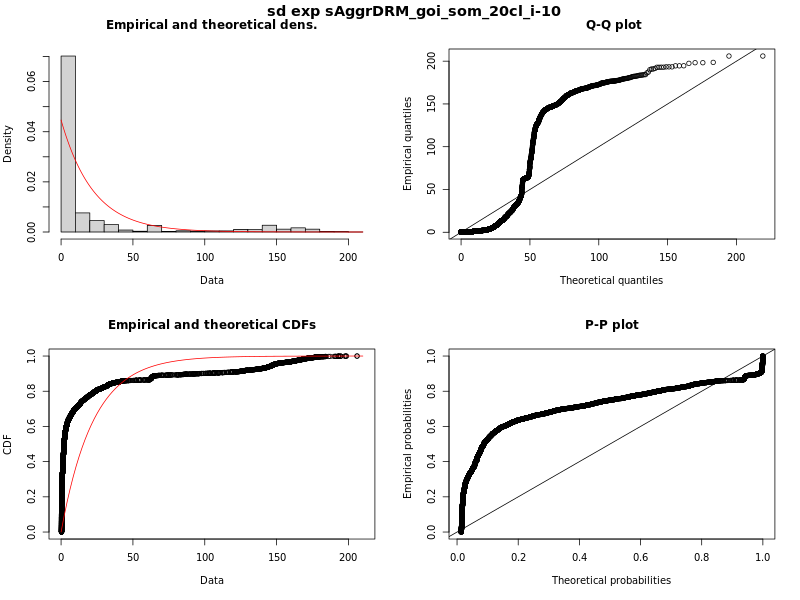 sd exp sAggrDRM_goi_som_20cl_i-10
Empirical and theoretical dens.
Density
0.00 0.02 0.04 0.06
0 50 100 150 200
Data
Q-Q plot
Empirical quantiles
0 50 100 150 200
0 50 100 150 200
Theoretical quantiles
Empirical and theoretical CDFs
CDF
0.0 0.2 0.4 0.6 0.8 1.0
0 50 100 150 200
Data
P-P plot
Empirical probabilities
0.0 0.2 0.4 0.6 0.8 1.0
0.0 0.2 0.4 0.6 0.8 1.0
Theoretical probabilities